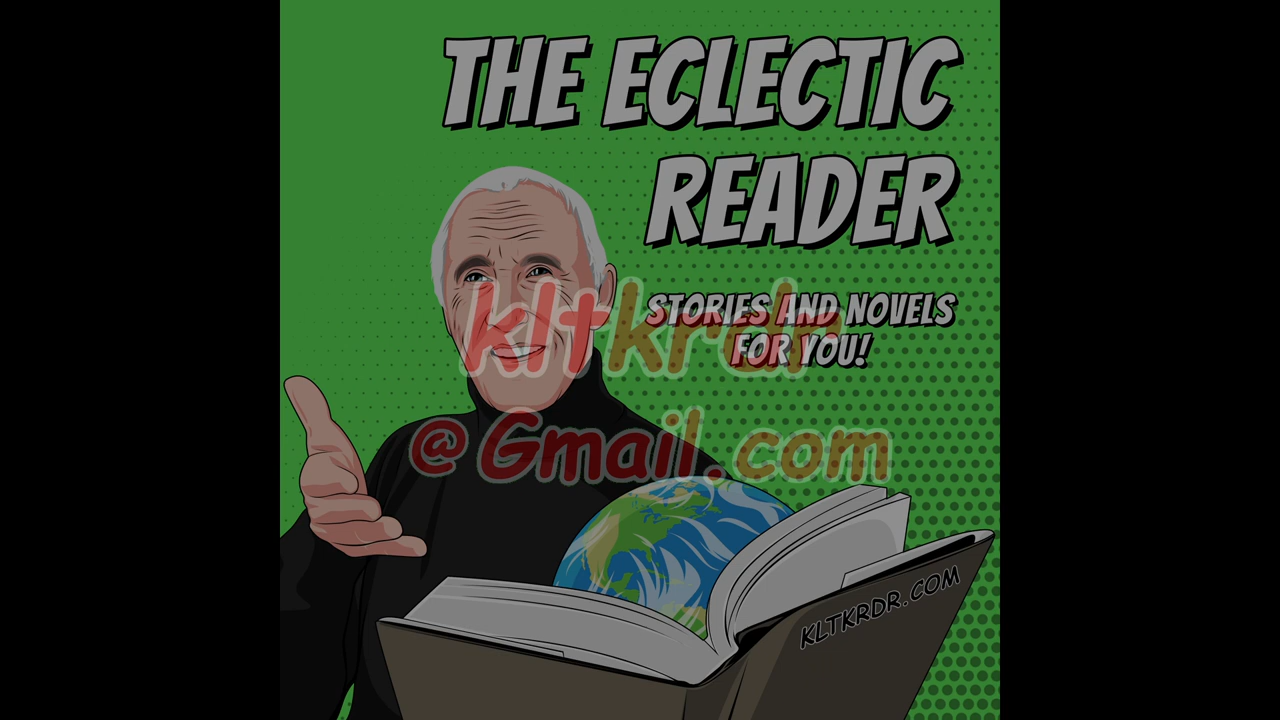 THE ECLECTIC
READER
STORIES AND NOVELS
FOR YOU!
kltkrdr
@Gmail.com
KLTKRDR.COM